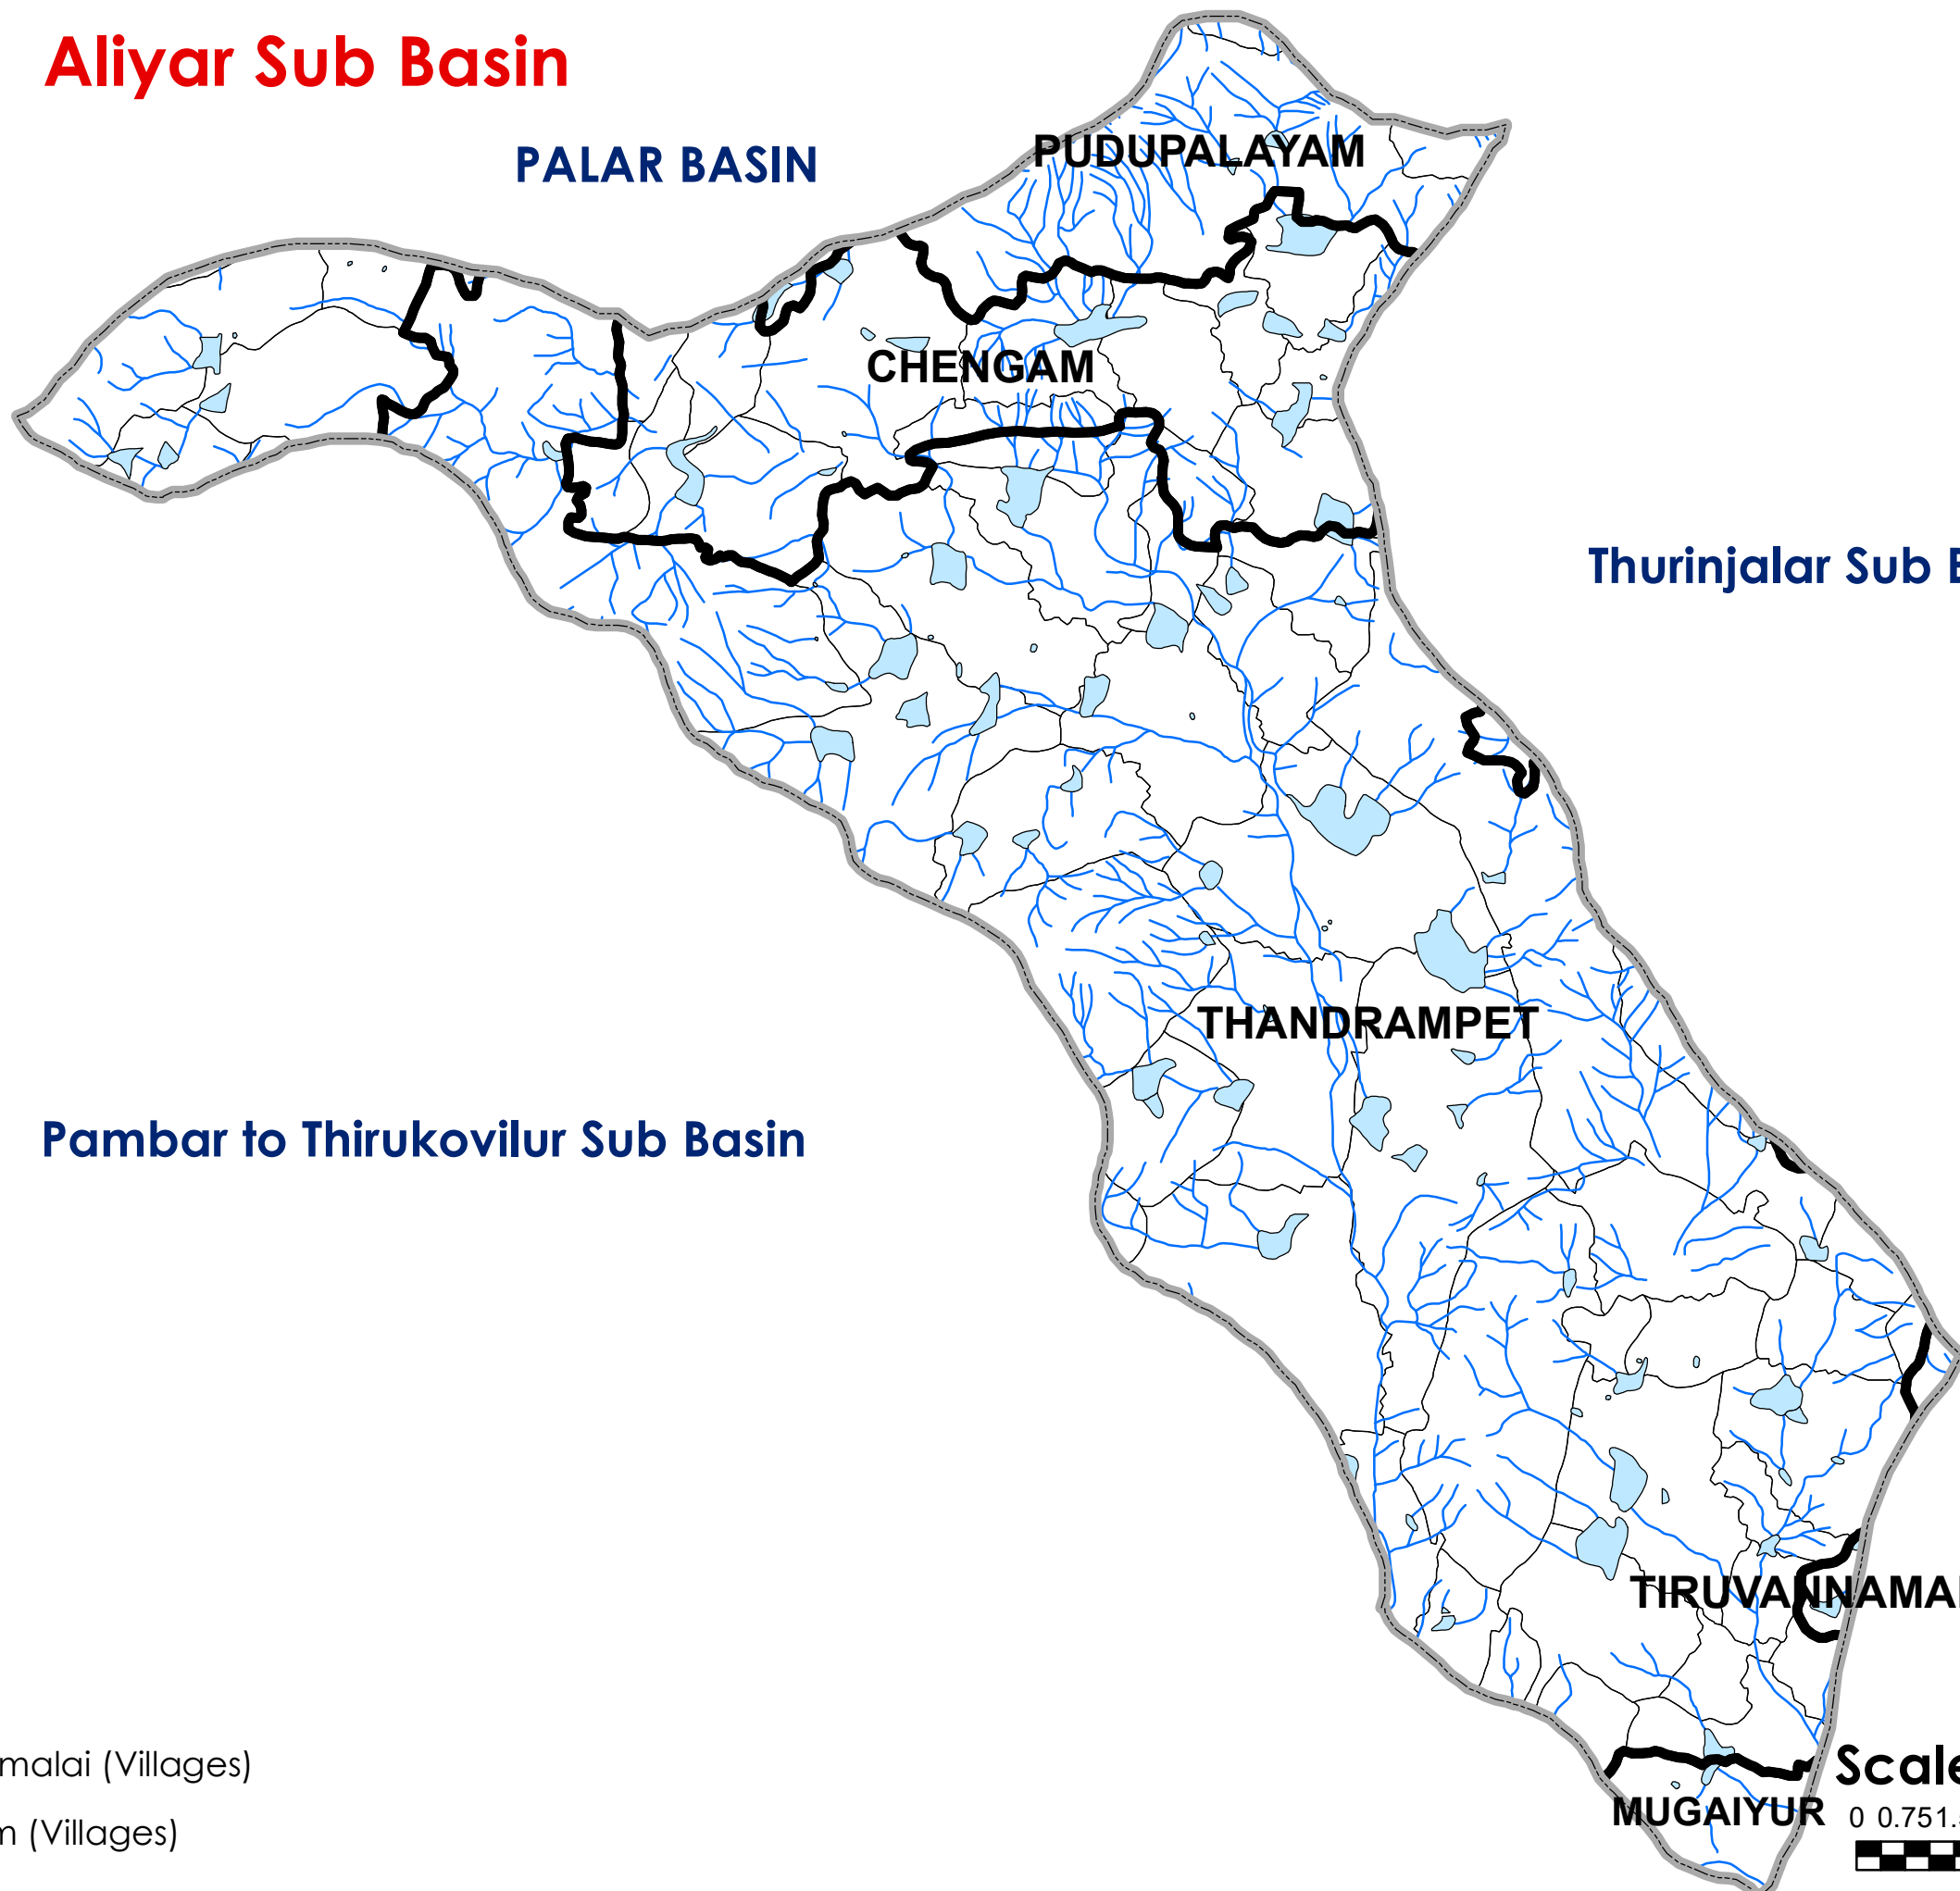 Aliyar Sub Basin
PALAR BASIN
PUDUPALAYAM
CHENGAM
Thurinjalar Sub
THANDRAMPET
Pambar to Thirukovilur Sub Basin
TIRUVANNAMA
malai (Villages)
m (Villages)
Scale
MUGAIYUR
0 0.751.